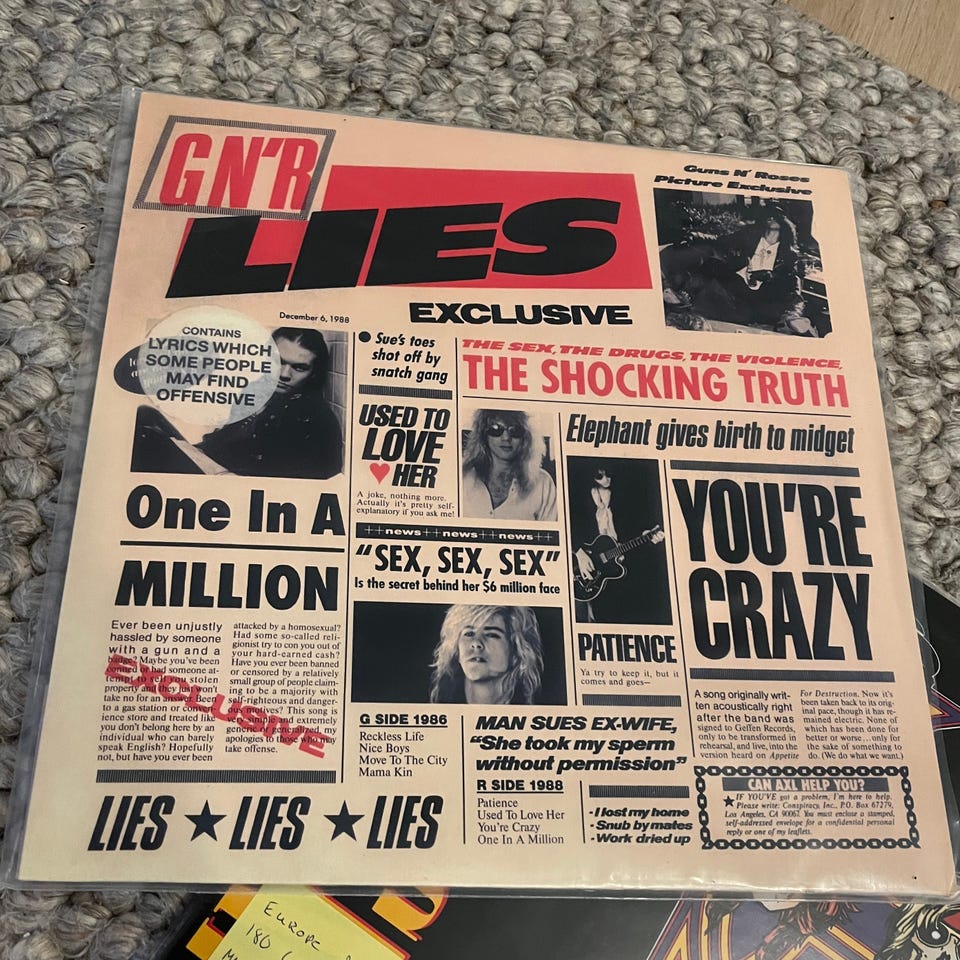 GN'R
LIES
Guns N' Roses
Picture Exclusive
December 6, 1988
EXCLUSIVE
CONTAINS
LYRICS WHICH
SOME PEOPLE
MAY FIND
OFFENSIVE
Sue's toes
shot off by
snatch gang
THE SEX, THE DRUGS, THE VIOLENCE,
THE SHOCKING TRUTH
USED TO
LOVE
HER
A joke, nothing more.
Actually it's pretty self-
explanatory if you ask me!
Elephant gives birth to midget
One In A
MILLION
Ever been unjustly
hassled by someone
with a gun and a
badge? Maybe you've been
conned or had someone at-
tempt to sell you stolen
property and they just won't
take no for an answer. Been
to a gas station or conven-
ience store and treated like
you don't belong here by an
individual who can barely
speak English? Hopefully
not, but have you ever been
attacked by a homosexual?
Had some so-called reli-
gionist try to con you out of
your hard-earned cash?
Have you ever been banned
or censored by a relatively
small group of people claim-
ing to be a majority with
self-righteous and danger-
ous motives? This song is
very simple and extremely
generic or generalized, my
apologies to those who may
take offense.
EXCLUSIVE
++news++news++news++
"SEX, SEX, SEX"
Is the secret behind her $6 million face
PATIENCE
Ya try to keep it, but it
comes and goes—
YOU'RE
CRAZY
A song originally writ-
ten acoustically right
after the band was
signed to Geffen Records,
only to be transformed in
rehearsal, and live, into the
version heard on Appetite
For Destruction. Now it's
been taken back to its orig-
inal pace, though it has re-
mained electric. None of
which has been done for
better or worse...only for
the sake of something to
do. (We do what we want.)
G SIDE 1986
Reckless Life
Nice Boys
Move To The City
Mama Kin
MAN SUES EX-WIFE,
"She took my sperm
without permission"
R SIDE 1988
Patience
Used To Love Her
You're Crazy
One In A Million
- I lost my home
- Snub by mates
- Work dried up
CAN AXL HELP YOU?
IF YOU'VE got a problem, I'm here to help.
Please write: Conspiracy, Inc., P.O. Box 67279,
Los Angeles, CA 90067. You must enclose a stamped,
self-addressed envelope for a confidential personal
reply or one of my leaflets.
LIES ★ LIES ★ LIES
EUROPE
180